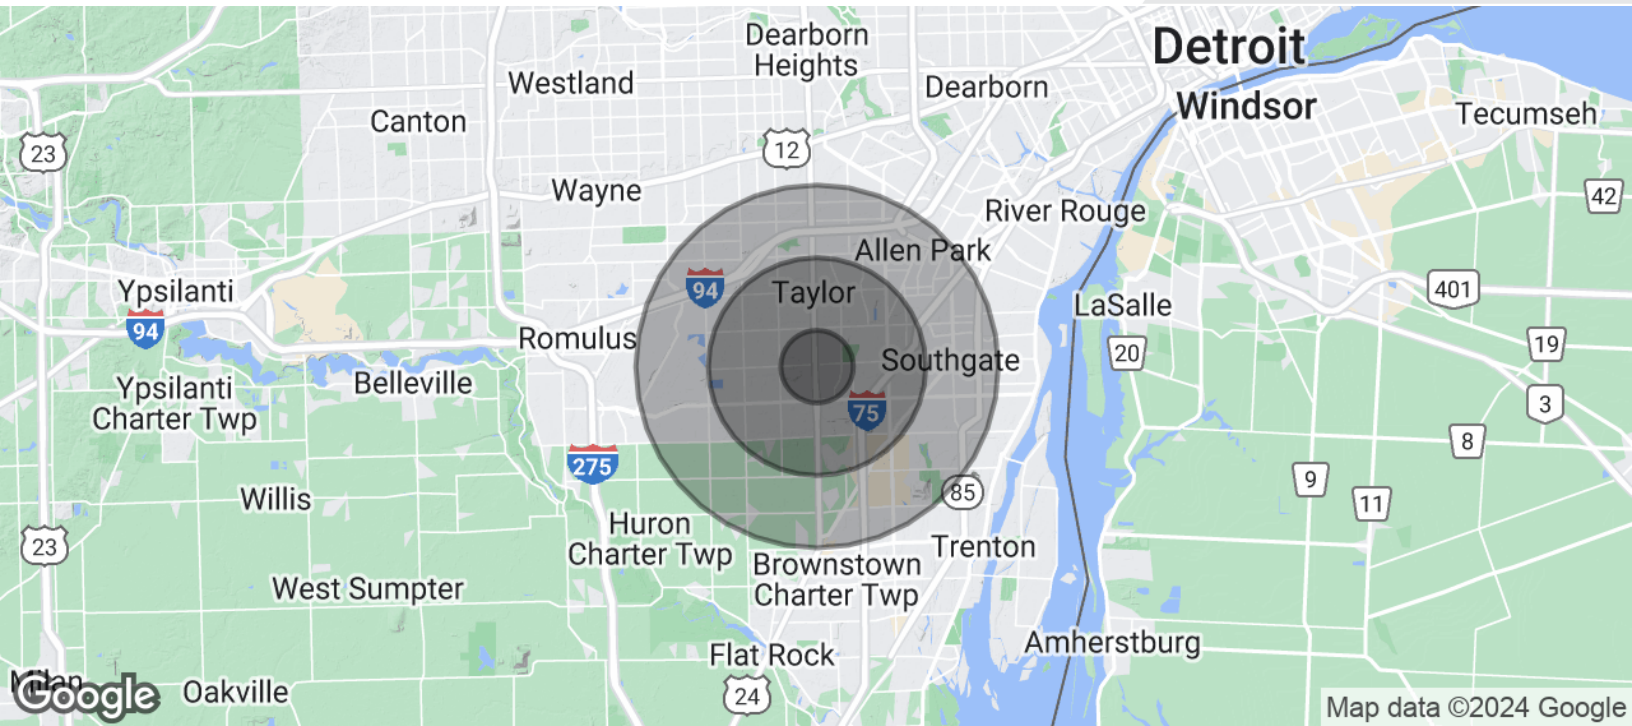 Dearborn
Heights
Detroit
Westland
Dearborn
Windsor
Tecumseh
Canton
23
12
Wayne
42
River Rouge
Allen Park
Ypsilanti
94
Taylor
401
LaSalle
94
Romulus
20
19
Southgate
Ypsilanti
Charter Twp
Belleville
75
3
8
275
9
85
11
Willis
23
Huron
Charter Twp
Trenton
Brownstown
Charter Twp
West Sumpter
Amherstburg
Flat Rock
Milan
Oakville
24
Google
Map data ©2024 Google